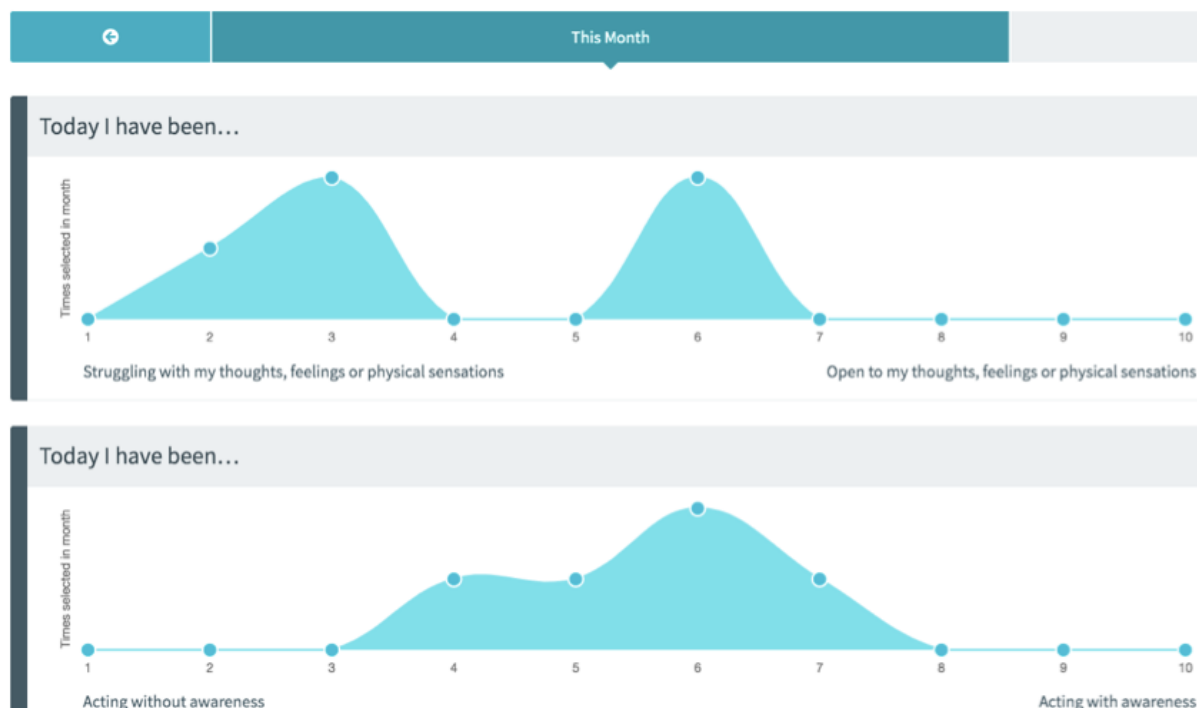 This Month
Today I have been...
Times selected in month
1 2 3 4 5 6 7 8 9 10
Struggling with my thoughts, feelings or physical sensations
Open to my thoughts, feelings or physical sensations
Today I have been...
Times selected in month
1 2 3 4 5 6 7 8 9 10
Acting without awareness
Acting with awareness